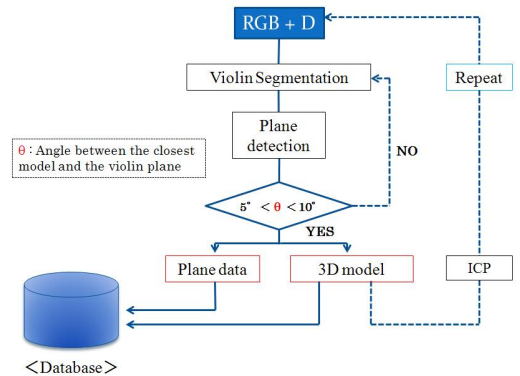 RGB + D
Violin Segmentation
Repeat
Plane
detection
NO
θ : Angle between the closest
model and the violin plane
5° < θ < 10°
YES
Plane data
3D model
ICP
<Database>